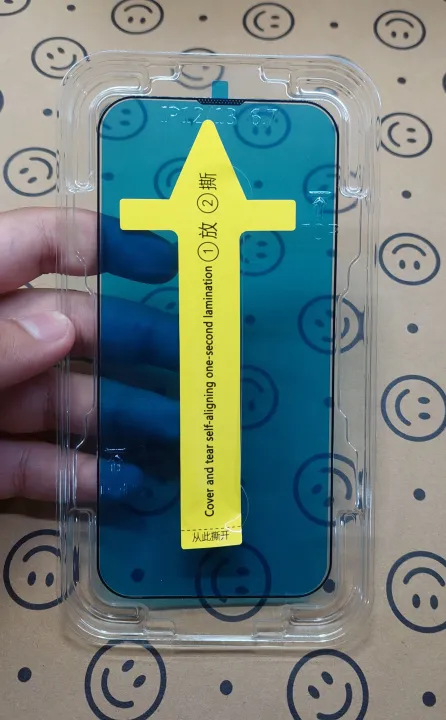 Cover and tear self-aligning one-second lamination ① 放 ② 撕
从此撕开